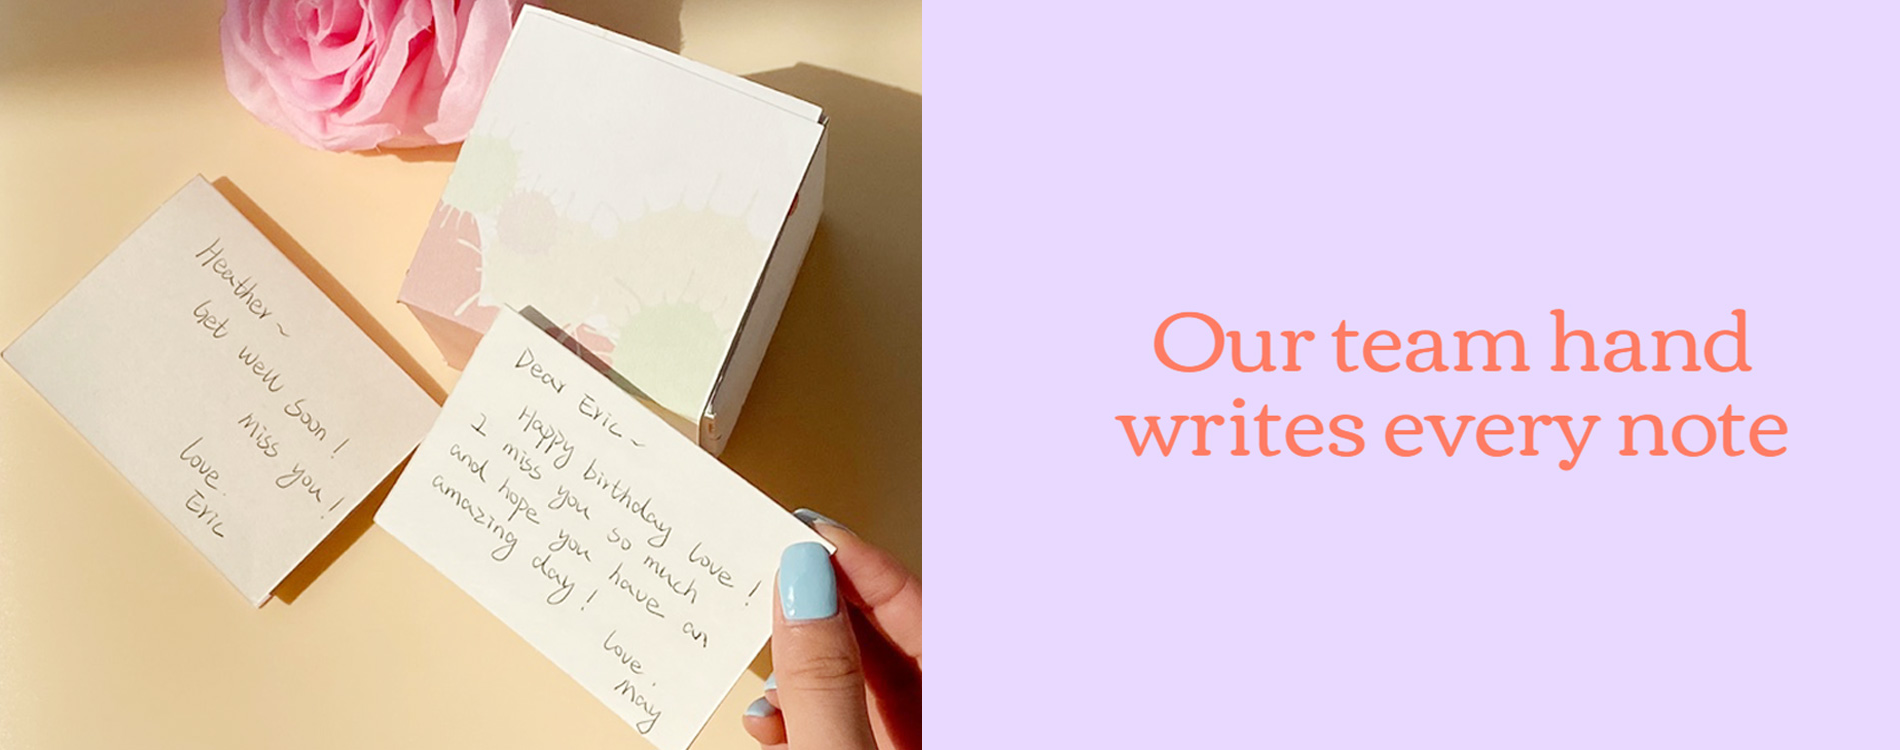 Heather ~
Get well soon!
miss you!
love.
Eric
Dear Eric ~
Happy birthday love!
I miss you so much
and hope you have an
amazing day!
love.
May
Our team hand
writes every note